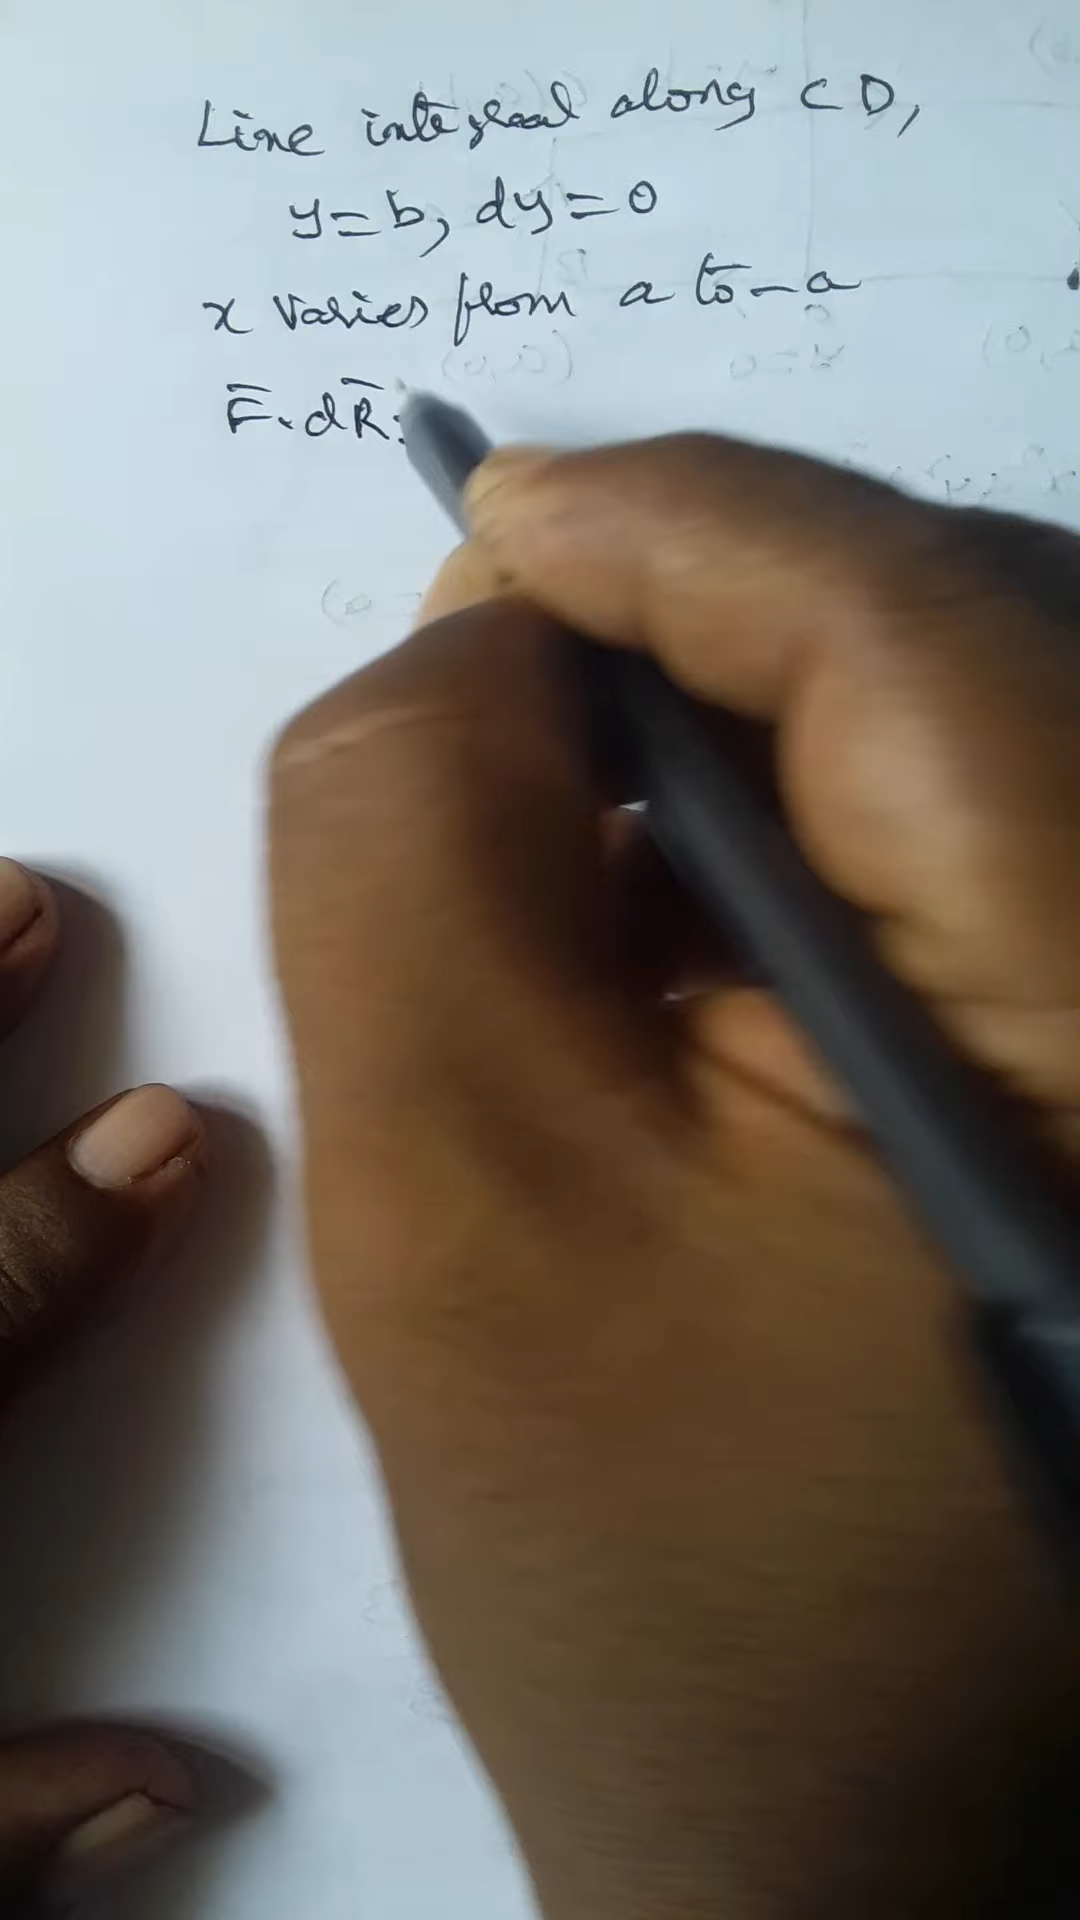 Line integral along CD,
y=b, dy=0
x varies from a to -a
F̄.dR̄=